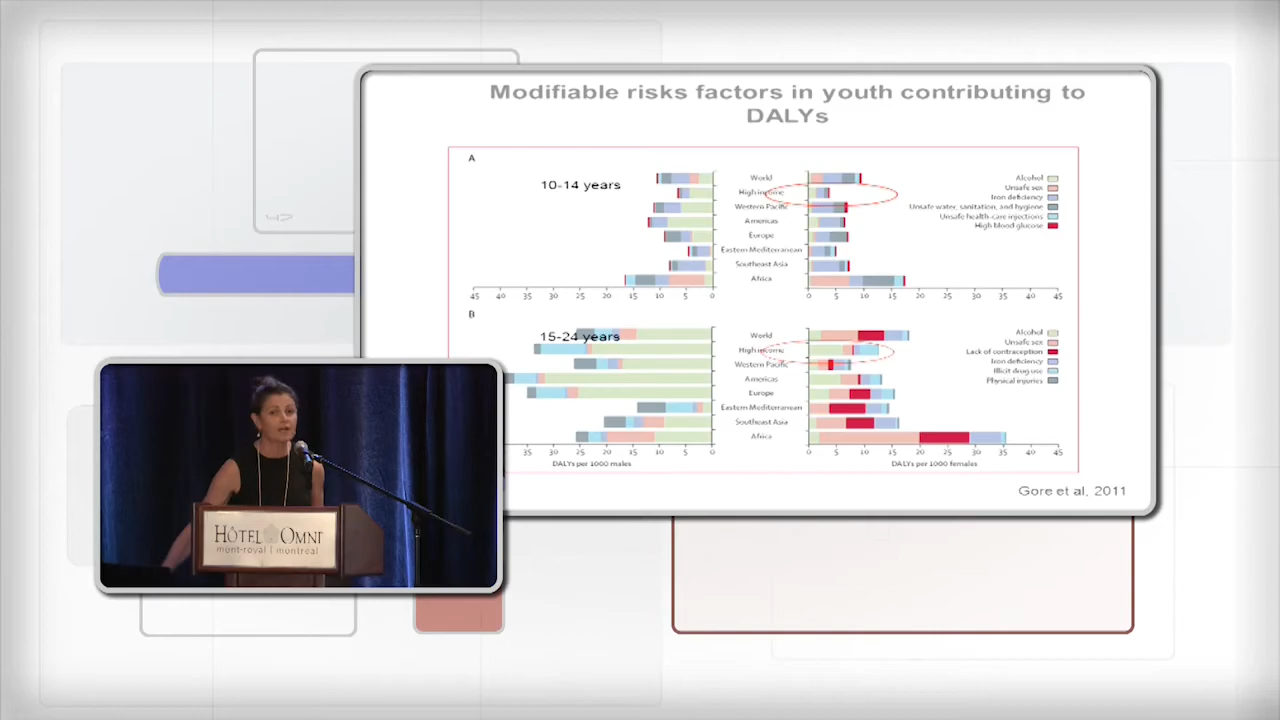 Modifiable risks factors in youth contributing to
DALYs
A
10-14 years
World
High income
Western Pacific
Americas
Europe
Eastern Mediterranean
Southeast Asia
Africa
Alcohol
Unsafe sex
Iron deficiency
Unsafe water, sanitation, and hygiene
Unsafe health-care injections
High blood glucose
45 40 35 30 25 20 15 10 5 0
0 5 10 15 20 25 30 35 40 45
B
15-24 years
World
High income
Western Pacific
Americas
Europe
Eastern Mediterranean
Southeast Asia
Africa
Alcohol
Unsafe sex
Lack of contraception
Iron deficiency
Illicit drug use
Physical injuries
35 30 25 20 15 10 5 0
0 5 10 15 20 25 30 35 40 45
DALYs per 1000 males
DALYs per 1000 females
Gore et al, 2011
HÔTEL OMNI
mont-royal | montreal